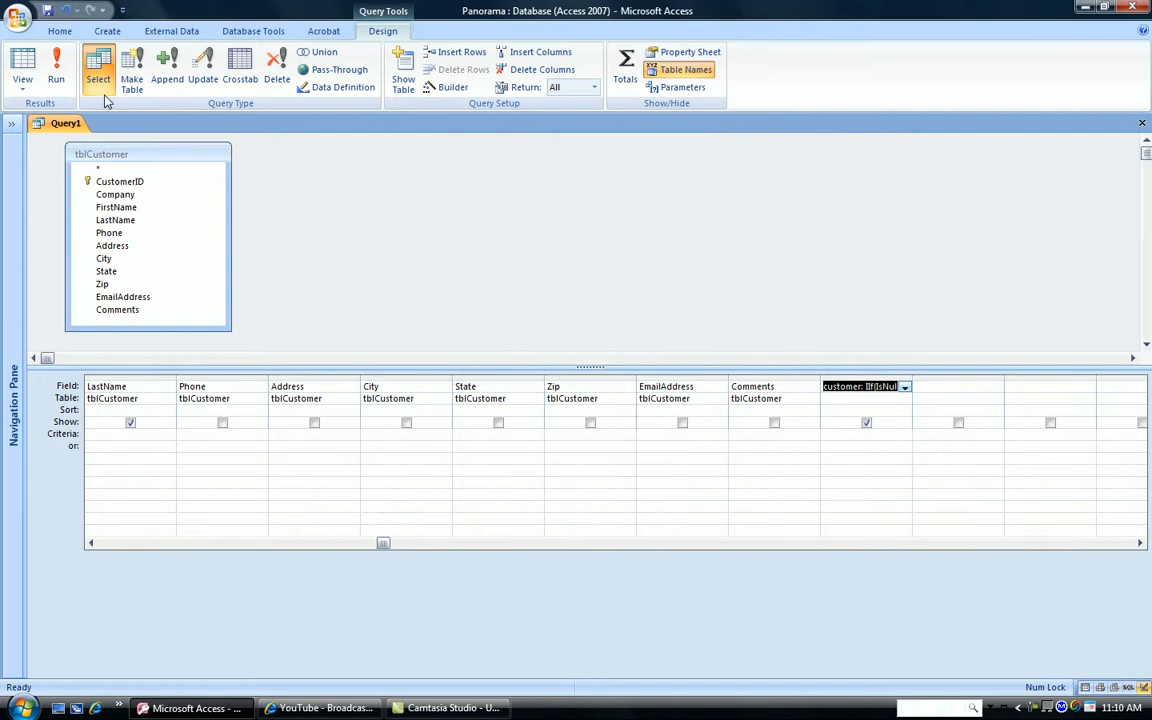 Query Tools
Panorama : Database (Access 2007) - Microsoft Access
Home
Create
External Data
Database Tools
Acrobat
Design
View
Run
Select
Make Table
Append
Update
Crosstab
Delete
Union
Pass-Through
Data Definition
Show Table
Insert Rows
Delete Rows
Builder
Insert Columns
Delete Columns
Return: All
Totals
Property Sheet
Table Names
Parameters
Results
Query Type
Query Setup
Show/Hide
Query1
tblCustomer
*
CustomerID
Company
FirstName
LastName
Phone
Address
City
State
Zip
EmailAddress
Comments
Navigation Pane
Field: LastName Phone Address City State Zip EmailAddress Comments customer: IIf(IsNul
Table: tblCustomer tblCustomer tblCustomer tblCustomer tblCustomer tblCustomer tblCustomer tblCustomer
Sort:
Show:
Criteria:
or:
Ready
Num Lock
SQL
Microsoft Access - ...
YouTube - Broadcas...
Camtasia Studio - U...
11:10 AM